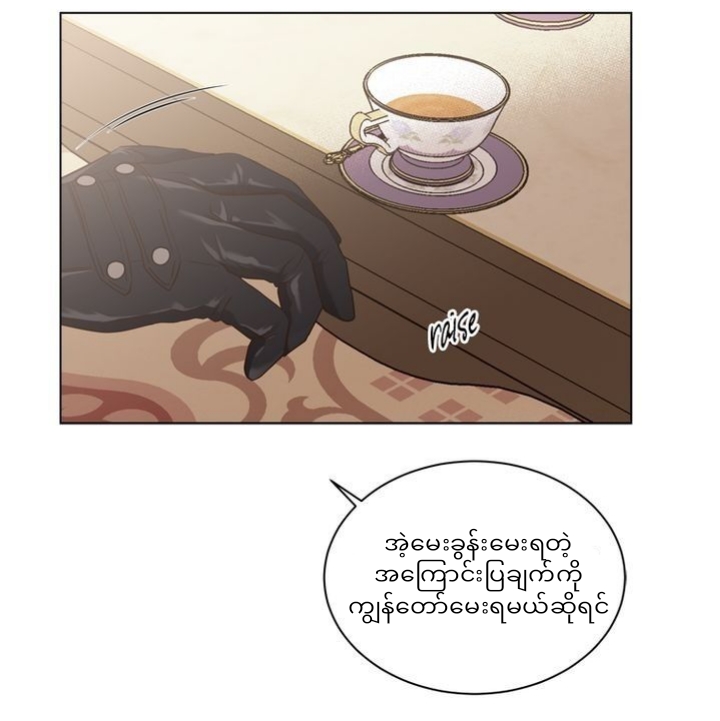 raise
အဲ့မေးခွန်းမေးရတဲ့
အကြောင်းပြချက်ကို
ကျွန်တော်မေးရမယ်ဆိုရင်